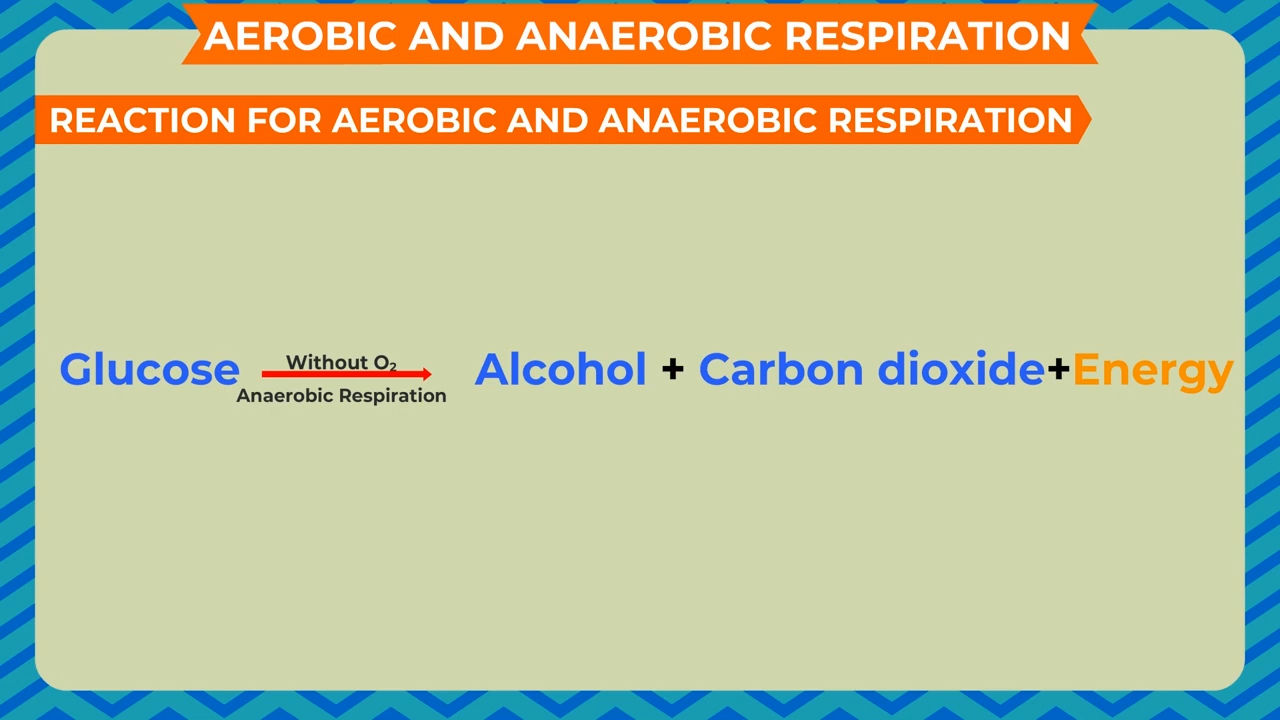 AEROBIC AND ANAEROBIC RESPIRATION
REACTION FOR AEROBIC AND ANAEROBIC RESPIRATION
Glucose Without O₂ Alcohol + Carbon dioxide+Energy
Anaerobic Respiration